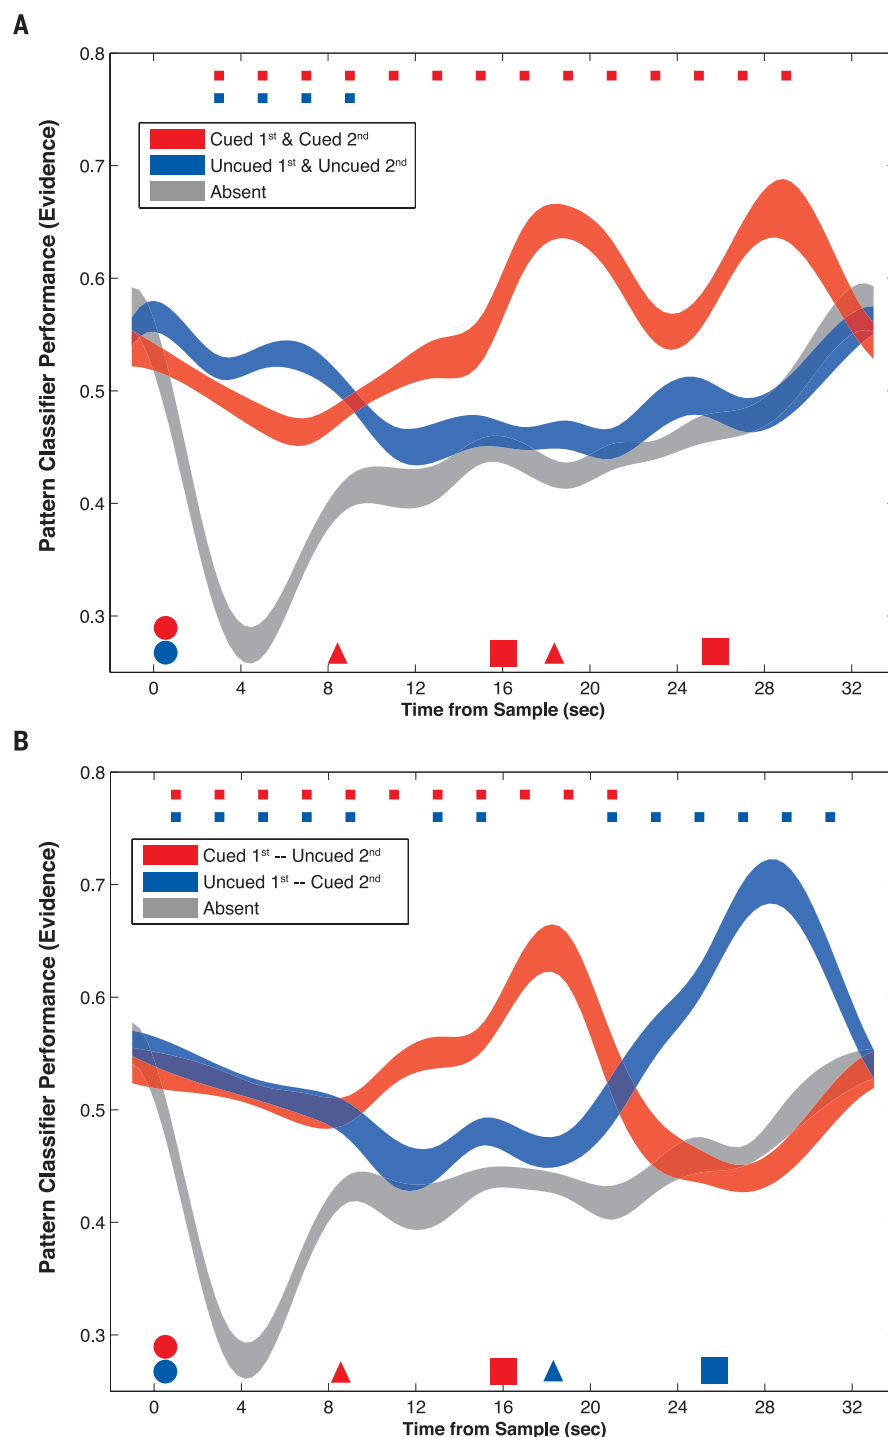 A
0.8
0.7
0.6
0.5
0.4
0.3
Pattern Classifier Performance (Evidence)
Cued 1st & Cued 2nd
Uncued 1st & Uncued 2nd
Absent
0 4 8 12 16 20 24 28 32
Time from Sample (sec)
B
0.8
0.7
0.6
0.5
0.4
0.3
Pattern Classifier Performance (Evidence)
Cued 1st -- Uncued 2nd
Uncued 1st -- Cued 2nd
Absent
0 4 8 12 16 20 24 28 32
Time from Sample (sec)